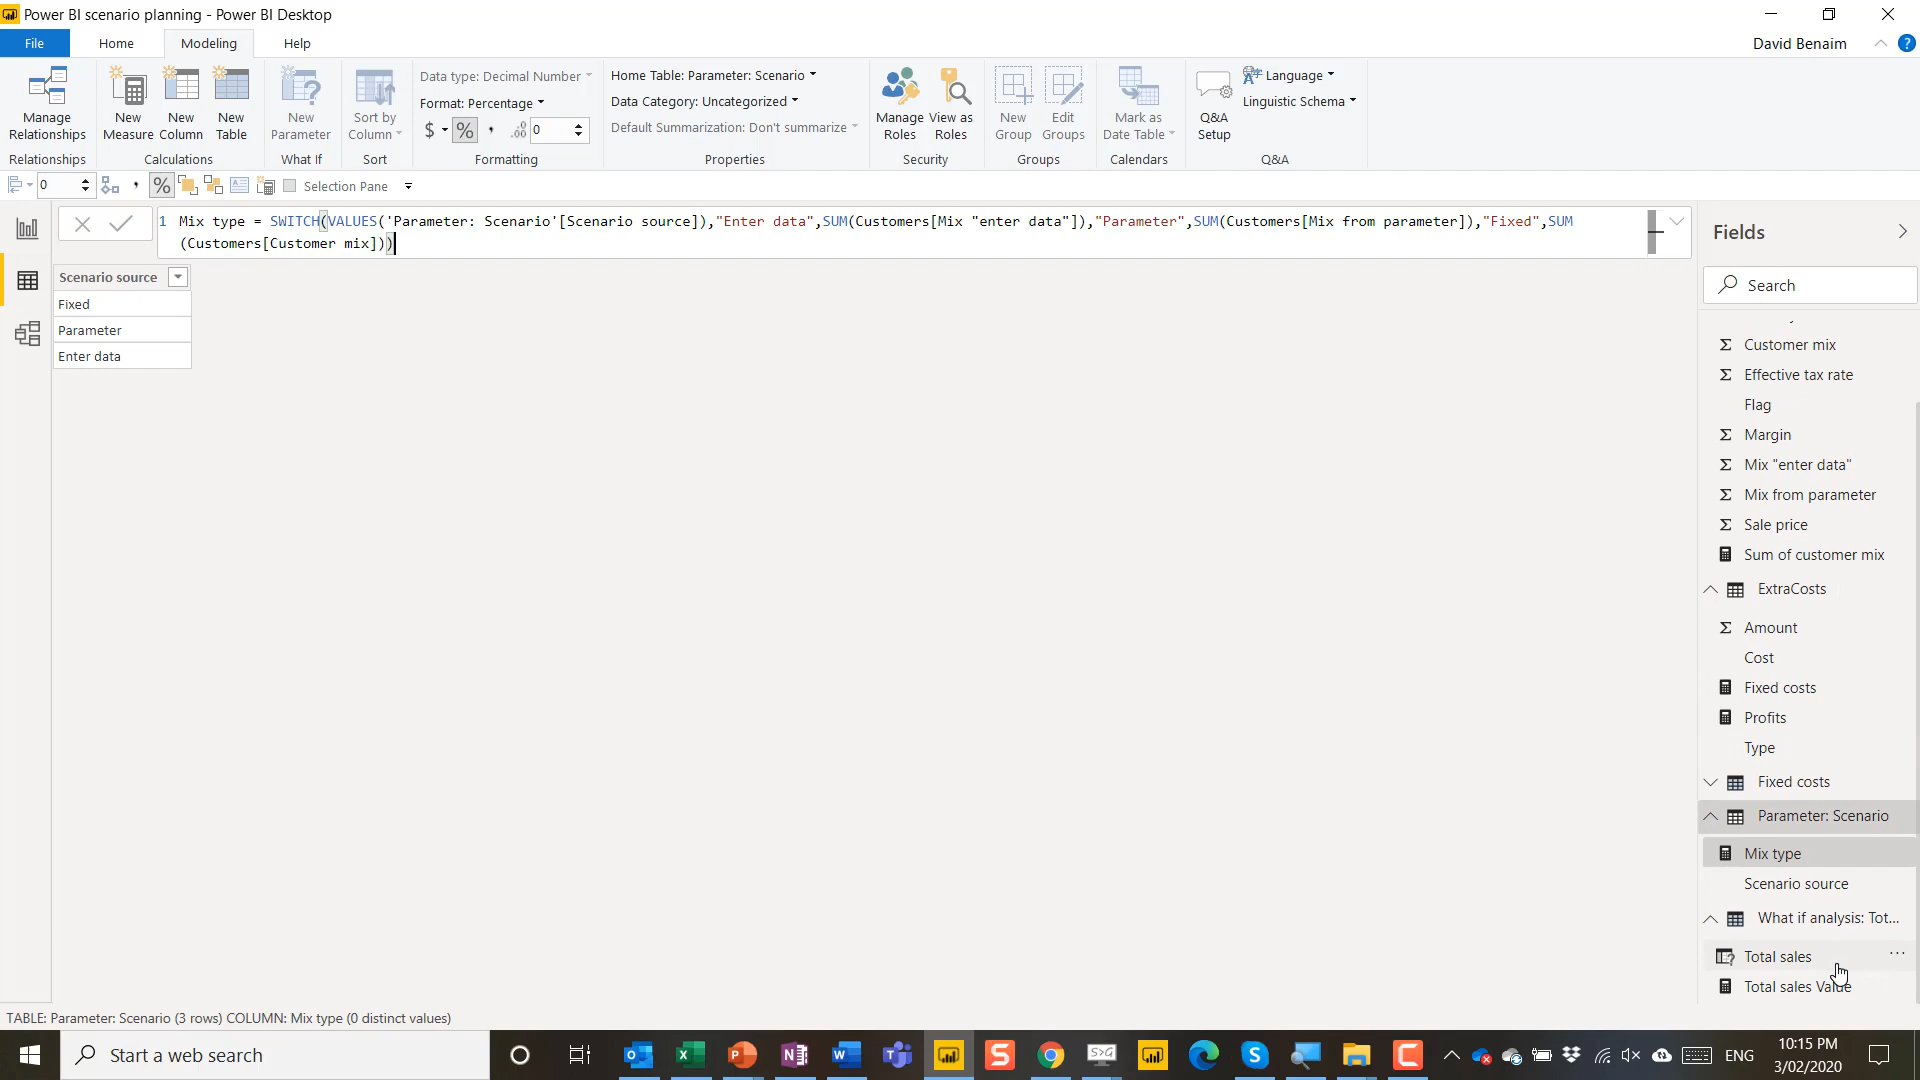 Power BI scenario planning - Power BI Desktop
File Home Modeling Help
David Benaim
Manage Relationships
Relationships
New Measure
New Column
New Table
Calculations
New Parameter
What If
Sort by Column
Sort
Data type: Decimal Number
Format: Percentage
$ % , .00 0
Formatting
Home Table: Parameter: Scenario
Data Category: Uncategorized
Default Summarization: Don't summarize
Properties
Manage Roles
View as Roles
Security
New Group
Edit Groups
Groups
Mark as Date Table
Calendars
Q&A Setup
Language
Linguistic Schema
Q&A
0 , % Selection Pane
1 Mix type = SWITCH(VALUES('Parameter: Scenario'[Scenario source]),"Enter data",SUM(Customers[Mix "enter data"]),"Parameter",SUM(Customers[Mix from parameter]),"Fixed",SUM
(Customers[Customer mix]))
Scenario source
Fixed
Parameter
Enter data
Fields
Search
Customer mix
Effective tax rate
Flag
Margin
Mix "enter data"
Mix from parameter
Sale price
Sum of customer mix
ExtraCosts
Amount
Cost
Fixed costs
Profits
Type
Fixed costs
Parameter: Scenario
Mix type
Scenario source
What if analysis: Tot...
Total sales
Total sales Value
TABLE: Parameter: Scenario (3 rows) COLUMN: Mix type (0 distinct values)
Start a web search
ENG
10:15 PM
3/02/2020